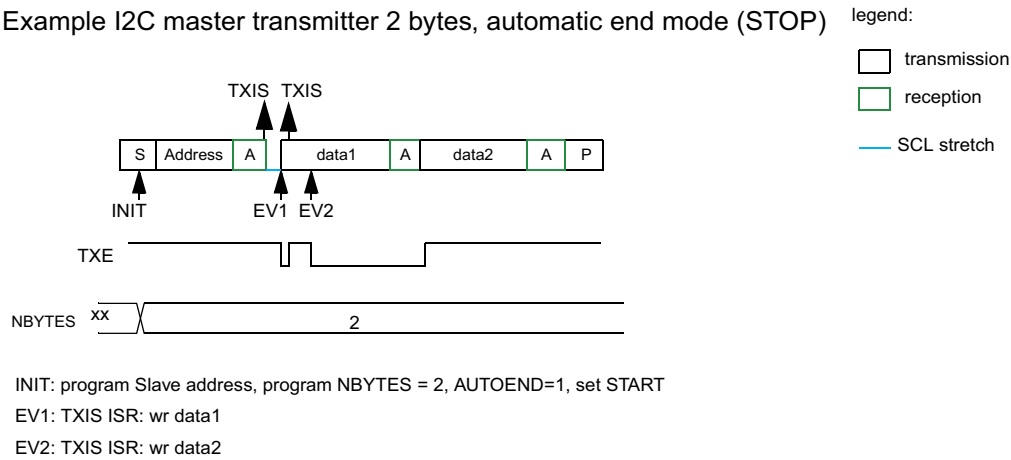 Example I2C master transmitter 2 bytes, automatic end mode (STOP)
legend:
transmission
reception
SCL stretch
TXIS TXIS
S Address A data1 A data2 A P
INIT EV1 EV2
TXE
NBYTES xx 2
INIT: program Slave address, program NBYTES = 2, AUTOEND=1, set START
EV1: TXIS ISR: wr data1
EV2: TXIS ISR: wr data2